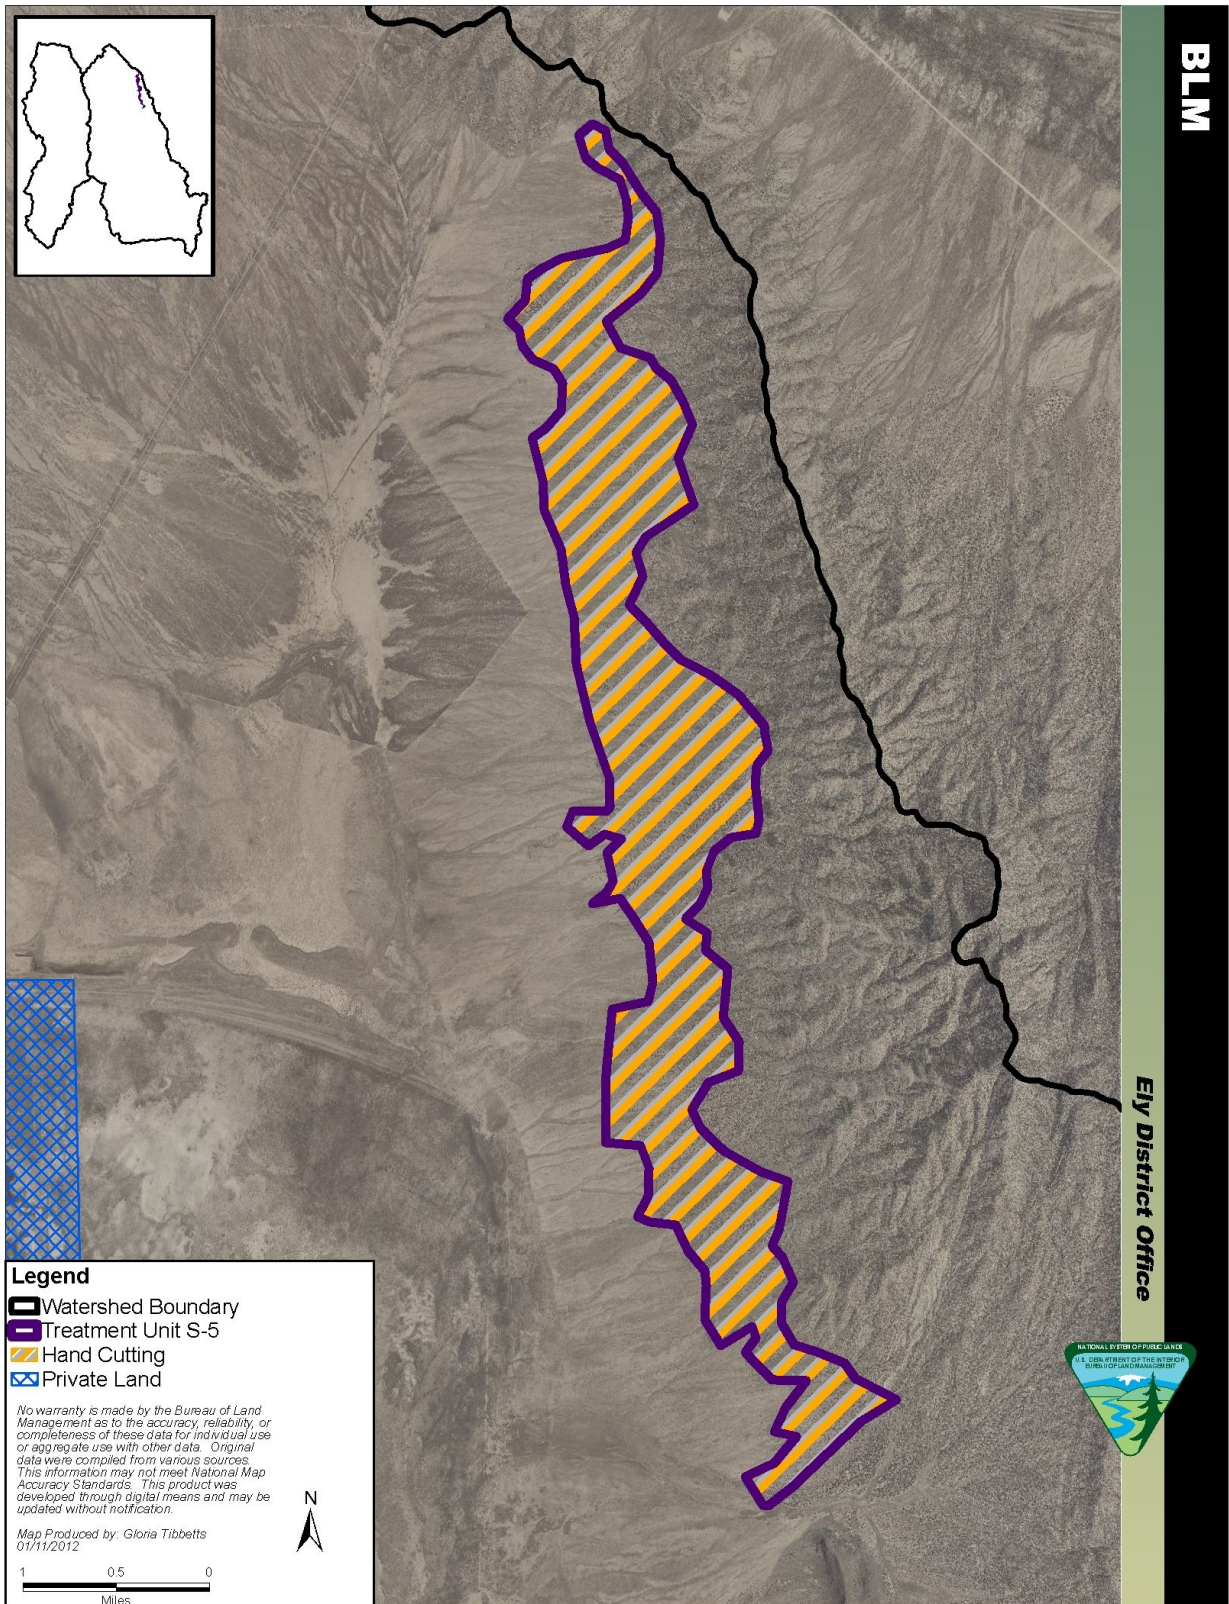 BLM
Ely District Office
NATIONAL SYSTEM OF PUBLIC LANDS
U.S. DEPARTMENT OF THE INTERIOR
BUREAU OF LAND MANAGEMENT
Legend
Watershed Boundary
Treatment Unit S-5
Hand Cutting
Private Land
No warranty is made by the Bureau of Land
Management as to the accuracy, reliability, or
completeness of these data for individual use
or aggregate use with other data. Original
data were compiled from various sources.
This information may not meet National Map
Accuracy Standards. This product was
developed through digital means and may be
updated without notification.
Map Produced by: Gloria Tibbetts
01/11/2012
N
1 0.5 0
Miles